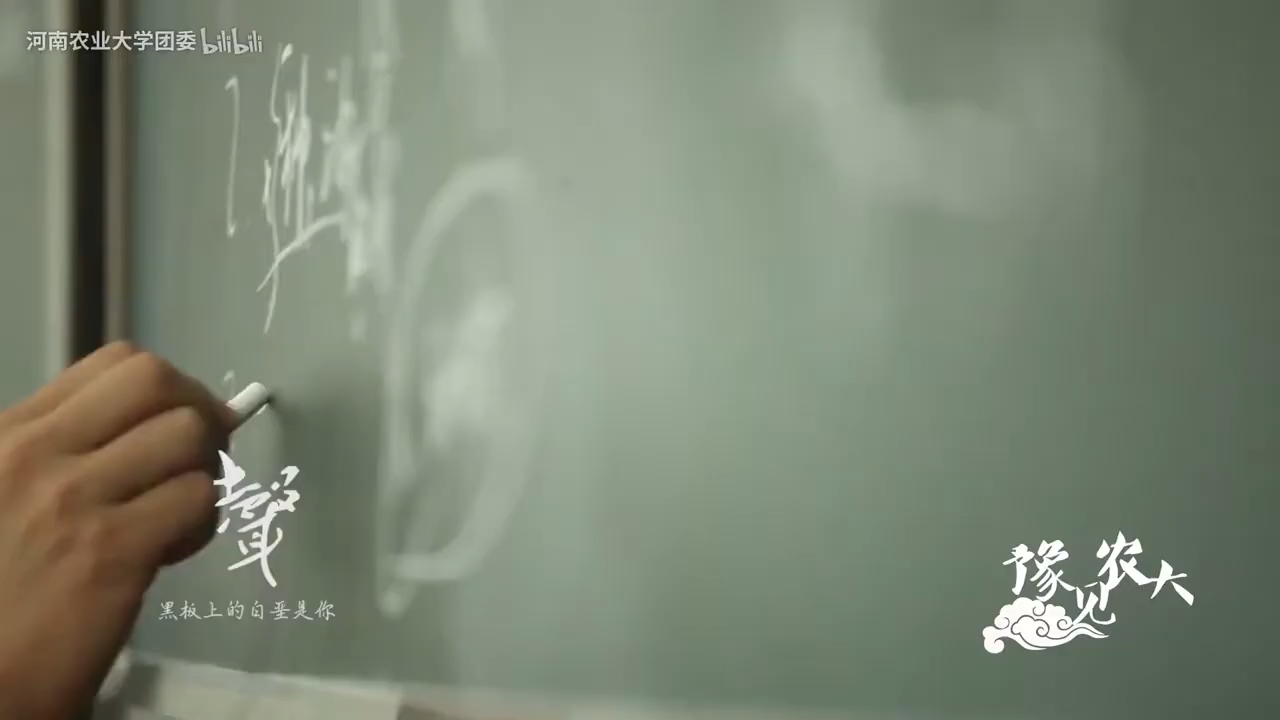 河南农业大学团委 bilibili
聲
黑板上的白垩是你
豫见农大